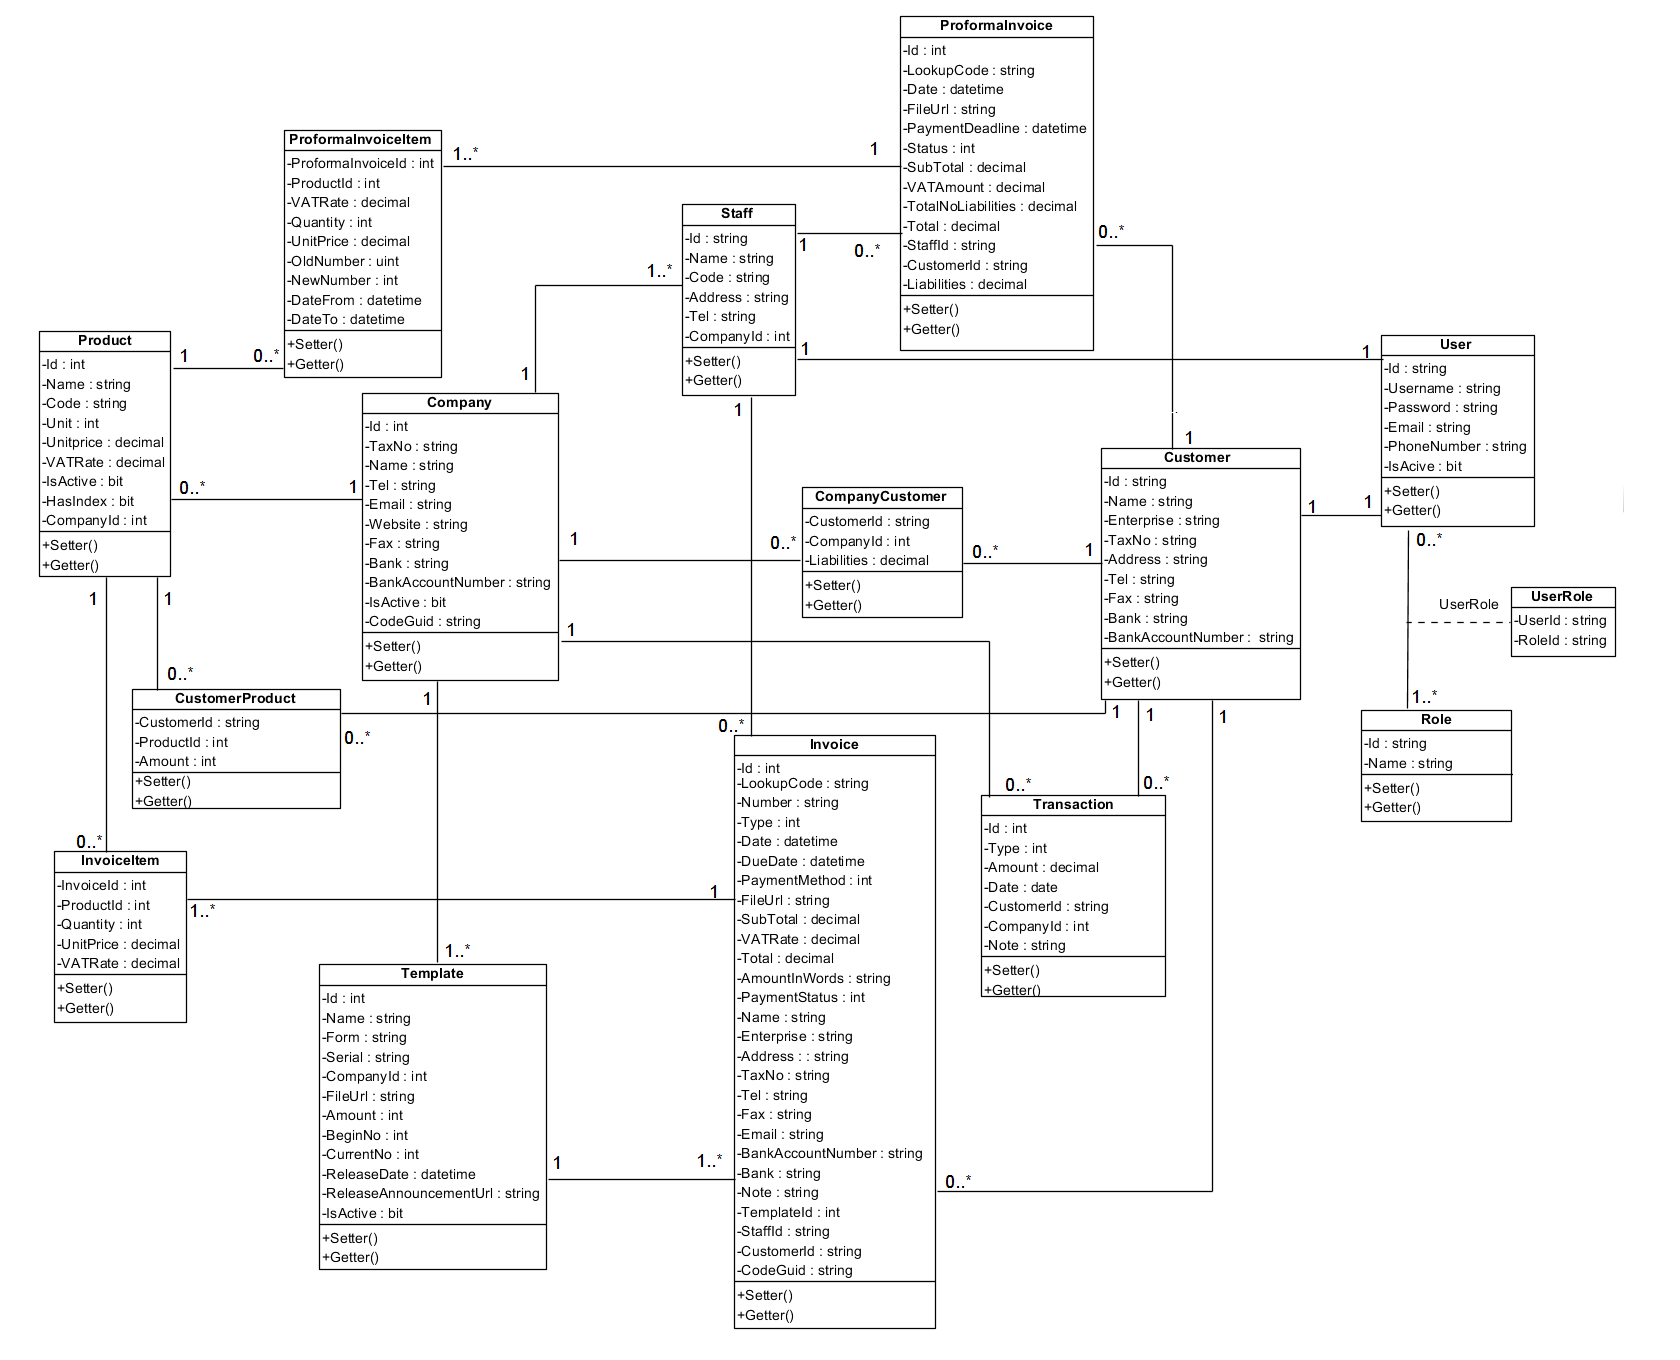 ProformaInvoice
-Id : int
-LookupCode : string
-Date : datetime
-FileUrl : string
-PaymentDeadline : datetime
-Status : int
-SubTotal : decimal
-VATAmount : decimal
-TotalNoLiabilities : decimal
-Total : decimal
-StaffId : string
-CustomerId : string
-Liabilities : decimal
+Setter()
+Getter()
ProformaInvoiceItem
-ProformaInvoiceId : int
-ProductId : int
-VATRate : decimal
-Quantity : int
-UnitPrice : decimal
-OldNumber : uint
-NewNumber : int
-DateFrom : datetime
-DateTo : datetime
+Setter()
+Getter()
1..*
1
Staff
-Id : string
-Name : string
-Code : string
-Address : string
-Tel : string
-CompanyId : int
+Setter()
+Getter()
1
0..*
0..*
1..*
1
1
1
1
1
Product
-Id : int
-Name : string
-Code : string
-Unit : int
-Unitprice : decimal
-VATRate : decimal
-IsActive : bit
-HasIndex : bit
-CompanyId : int
+Setter()
+Getter()
1
0..*
0..*
1
Company
-Id : int
-TaxNo : string
-Name : string
-Tel : string
-Email : string
-Website : string
-Fax : string
-Bank : string
-BankAccountNumber : string
-IsActive : bit
-CodeGuid : string
+Setter()
+Getter()
1
0..*
1
CompanyCustomer
-CustomerId : string
-CompanyId : int
-Liabilities : decimal
+Setter()
+Getter()
0..*
1
Customer
-Id : string
-Name : string
-Enterprise : string
-TaxNo : string
-Address : string
-Tel : string
-Fax : string
-Bank : string
-BankAccountNumber : string
+Setter()
+Getter()
1
1
User
-Id : string
-Username : string
-Password : string
-Email : string
-PhoneNumber : string
-IsAcive : bit
+Setter()
+Getter()
0..*
UserRole
UserRole
-UserId : string
-RoleId : string
1..*
Role
-Id : string
-Name : string
+Setter()
+Getter()
1
1
0..*
CustomerProduct
-CustomerId : string
-ProductId : int
-Amount : int
+Setter()
+Getter()
0..*
1
0..*
1
1
1
Invoice
-Id : int
-LookupCode : string
-Number : string
-Type : int
-Date : datetime
-DueDate : datetime
-PaymentMethod : int
-FileUrl : string
-SubTotal : decimal
-VATRate : decimal
-Total : decimal
-AmountInWords : string
-PaymentStatus : int
-Name : string
-Enterprise : string
-Address : : string
-TaxNo : string
-Tel : string
-Fax : string
-Email : string
-BankAccountNumber : string
-Bank : string
-Note : string
-TemplateId : int
-StaffId : string
-CustomerId : string
-CodeGuid : string
+Setter()
+Getter()
0..*
0..*
Transaction
-Id : int
-Type : int
-Amount : decimal
-Date : date
-CustomerId : string
-CompanyId : int
-Note : string
+Setter()
+Getter()
0..*
InvoiceItem
-InvoiceId : int
-ProductId : int
-Quantity : int
-UnitPrice : decimal
-VATRate : decimal
+Setter()
+Getter()
1..*
1
1..*
Template
-Id : int
-Name : string
-Form : string
-Serial : string
-CompanyId : int
-FileUrl : string
-Amount : int
-BeginNo : int
-CurrentNo : int
-ReleaseDate : datetime
-ReleaseAnnouncementUrl : string
-IsActive : bit
+Setter()
+Getter()
1
1..*
0..*